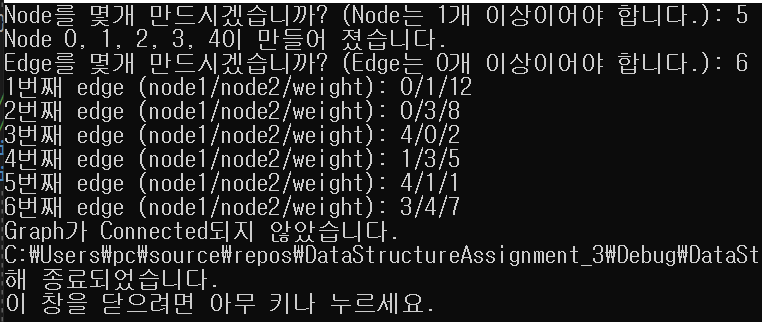 Node를 몇개 만드시겠습니까? (Node는 1개 이상이어야 합니다.): 5
Node 0, 1, 2, 3, 4이 만들어 졌습니다.
Edge를 몇개 만드시겠습니까? (Edge는 0개 이상이어야 합니다.): 6
1번째 edge (node1/node2/weight): 0/1/12
2번째 edge (node1/node2/weight): 0/3/8
3번째 edge (node1/node2/weight): 4/0/2
4번째 edge (node1/node2/weight): 1/3/5
5번째 edge (node1/node2/weight): 4/1/1
6번째 edge (node1/node2/weight): 3/4/7
Graph가 Connected되지 않았습니다.
C:₩Users₩pc₩source₩repos₩DataStructureAssignment_3₩Debug₩DataSt
해 종료되었습니다.
이 창을 닫으려면 아무 키나 누르세요.